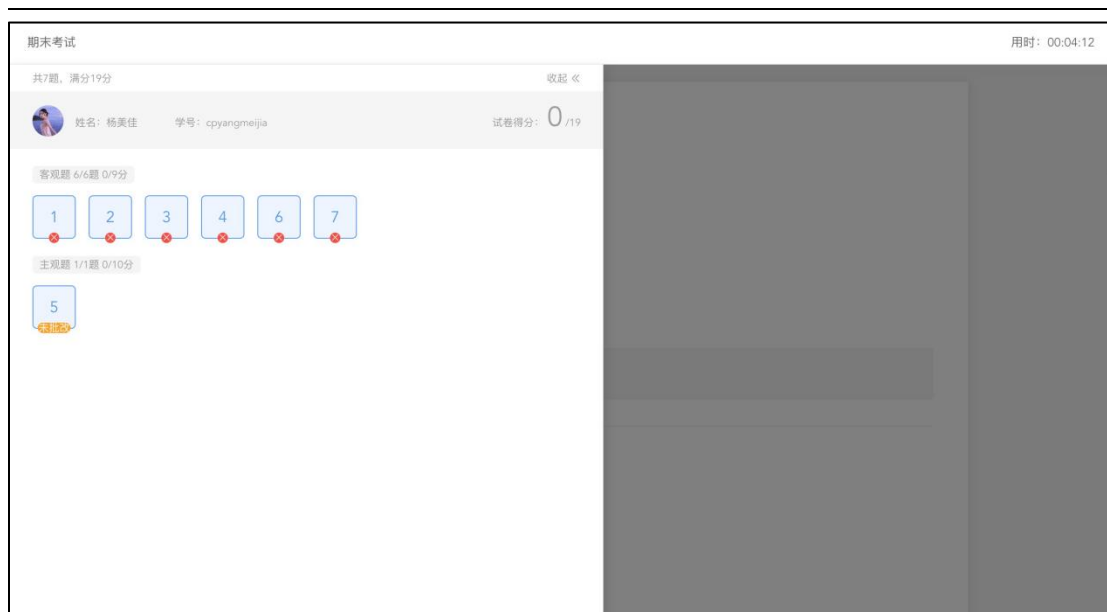 期末考试 用时：00:04:12
共7题，满分19分 收起 《
姓名：杨美佳 学号：cpyangmeijia 试卷得分：0 /19
客观题 6/6题 0/9分
1 2 3 4 6 7
主观题 1/1题 0/10分
5
未批改